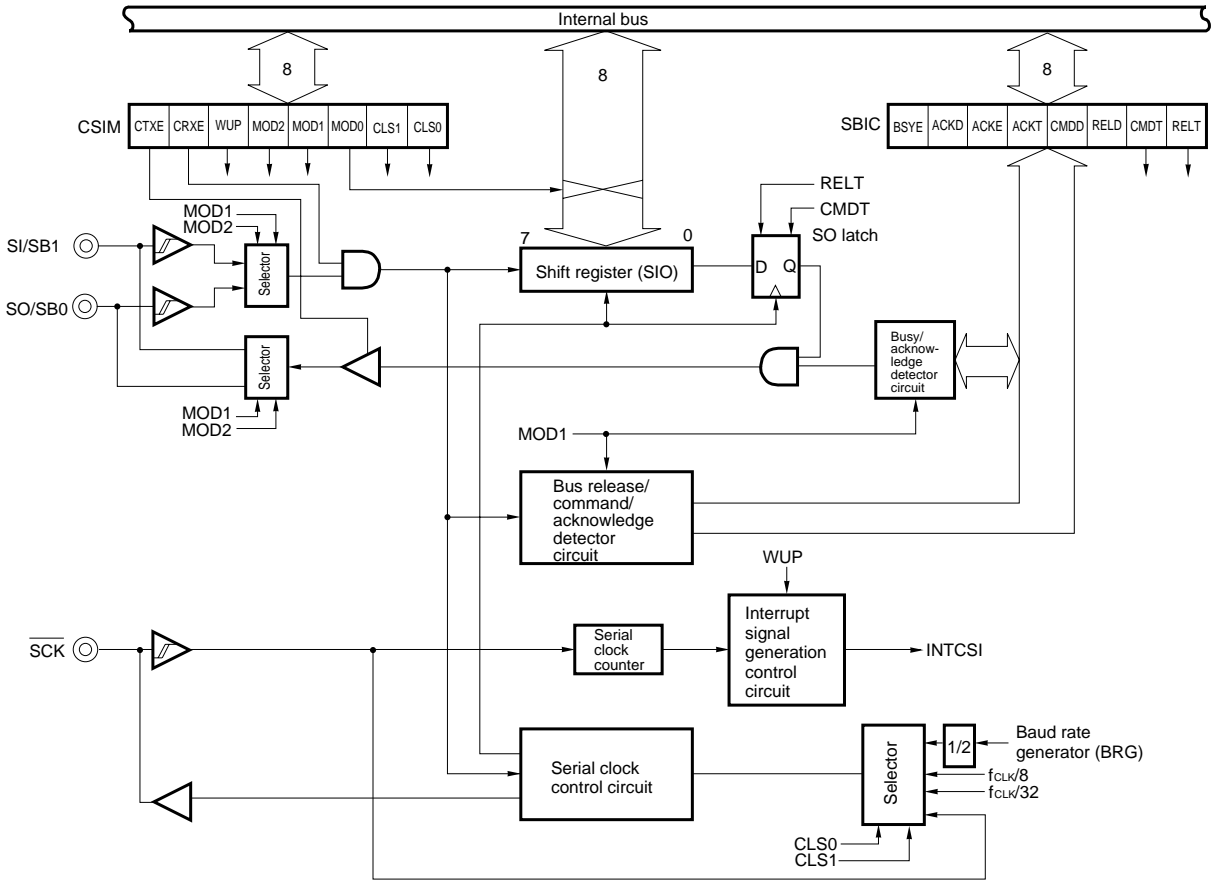 Internal bus
8
8
8
CSIM
CTXE
CRXE
WUP
MOD2
MOD1
MOD0
CLS1
CLS0
SBIC
BSYE
ACKD
ACKE
ACKT
CMDD
RELD
CMDT
RELT
RELT
CMDT
SO latch
MOD1
MOD2
SI/SB1
Selector
7
0
Shift register (SIO)
D
Q
SO/SB0
Selector
Busy/
acknow-
ledge
detector
circuit
MOD1
MOD2
MOD1
Bus release/
command/
acknowledge
detector
circuit
WUP
SCK
Serial
clock
counter
Interrupt
signal
generation
control
circuit
INTCSI
Serial clock
control circuit
Selector
1/2
Baud rate
generator (BRG)
fCLK/8
fCLK/32
CLS0
CLS1